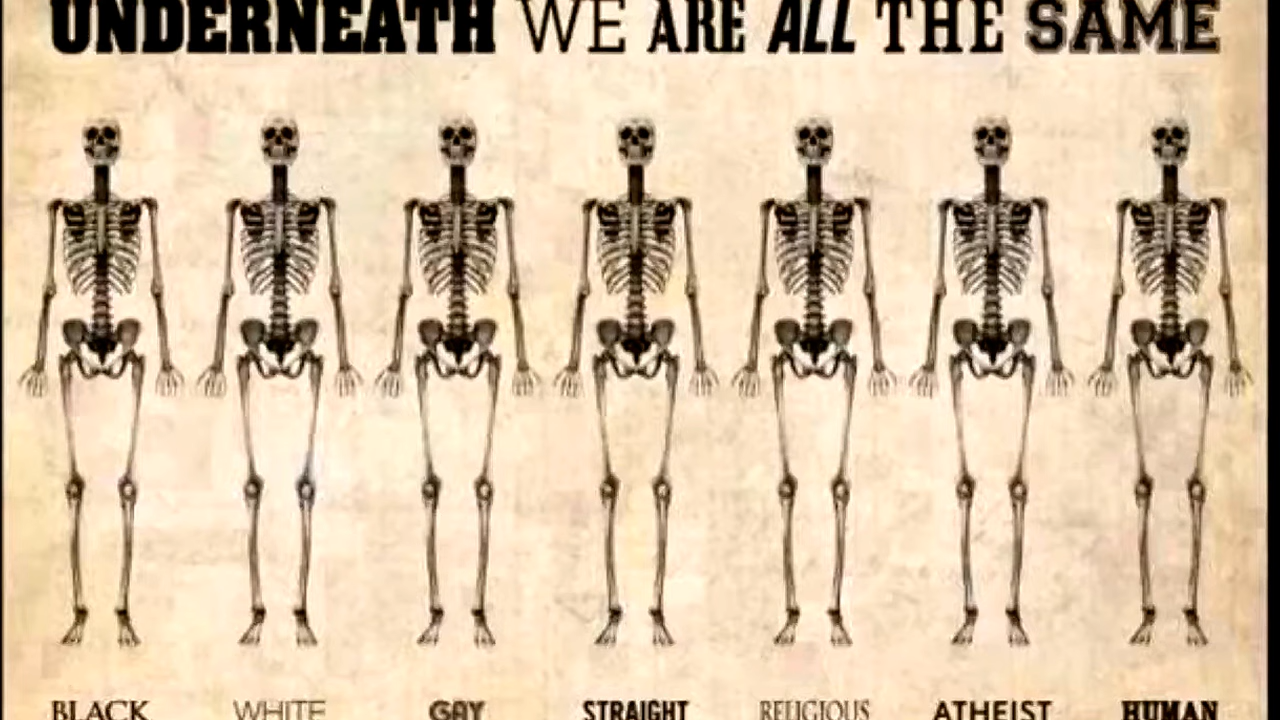 UNDERNEATH WE ARE ALL THE SAME
BLACK WHITE GAY STRAIGHT RELIGIOUS ATHEIST HUMAN